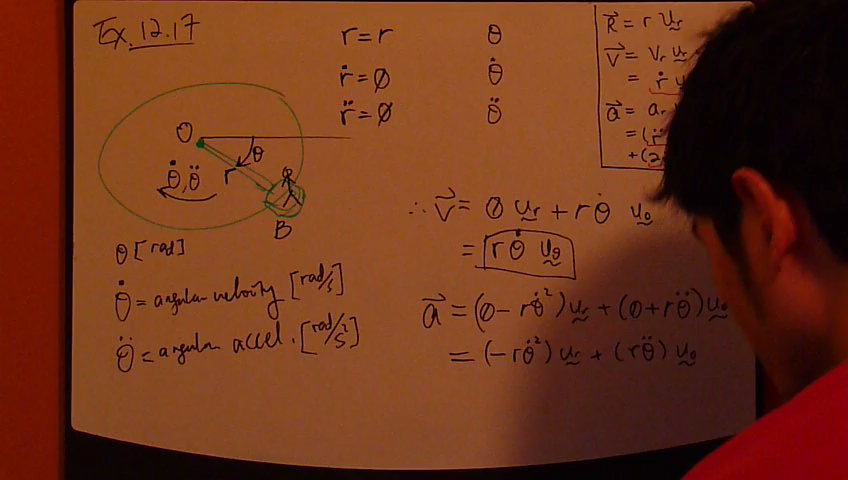 Ex. 12.17
r = r
θ
ṙ = 0̸
θ̇
r̈ = 0̸
θ̈
O
θ
r
θ̇, θ̈
B
θ [rad]
θ̇ = angular velocity [rad/s]
θ̈ = angular accel. [rad/s²]
R⃗ = r u_r
V⃗ = V_r u_r
= ṙ u
a⃗ = a_r
= (r̈
+(2
∴ V⃗ = 0̸ u_r + rθ̇ u_θ
= rθ̇ u_θ
a⃗ = (0̸ - rθ̇²) u_r + (0 + rθ̈) u_θ
= (-rθ̇²) u_r + (rθ̈) u_θ